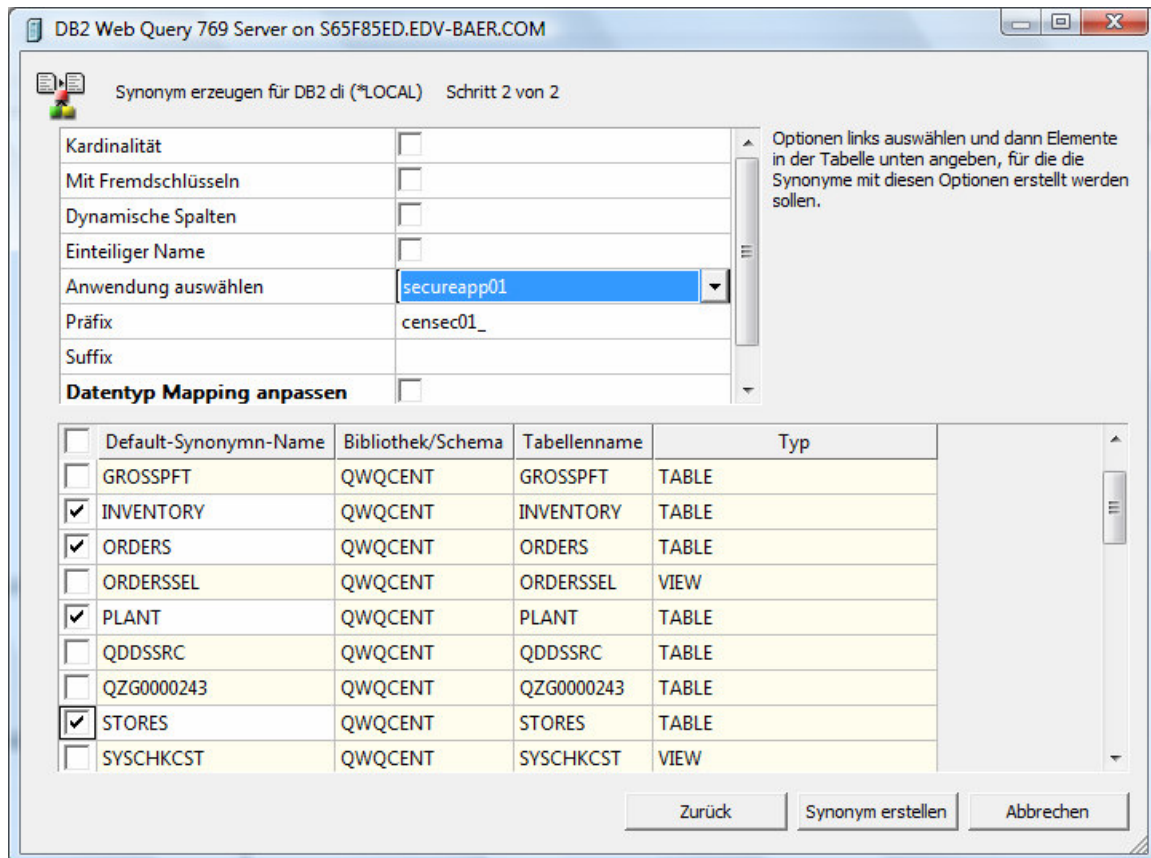 DB2 Web Query 769 Server on S65F85ED.EDV-BAER.COM
Synonym erzeugen für DB2 cli (*LOCAL) Schritt 2 von 2
Kardinalität
Mit Fremdschlüsseln
Dynamische Spalten
Einteiliger Name
Anwendung auswählen secureapp01
Präfix censec01_
Suffix
Datentyp Mapping anpassen
Optionen links auswählen und dann Elemente
in der Tabelle unten angeben, für die die
Synonyme mit diesen Optionen erstellt werden
sollen.
Default-Synonymn-Name Bibliothek/Schema Tabellenname Typ
GROSSPFT QWQCENT GROSSPFT TABLE
INVENTORY QWQCENT INVENTORY TABLE
ORDERS QWQCENT ORDERS TABLE
ORDERSSEL QWQCENT ORDERSSEL VIEW
PLANT QWQCENT PLANT TABLE
QDDSSRC QWQCENT QDDSSRC TABLE
QZG0000243 QWQCENT QZG0000243 TABLE
STORES QWQCENT STORES TABLE
SYSCHKCST QWQCENT SYSCHKCST VIEW
Zurück Synonym erstellen Abbrechen